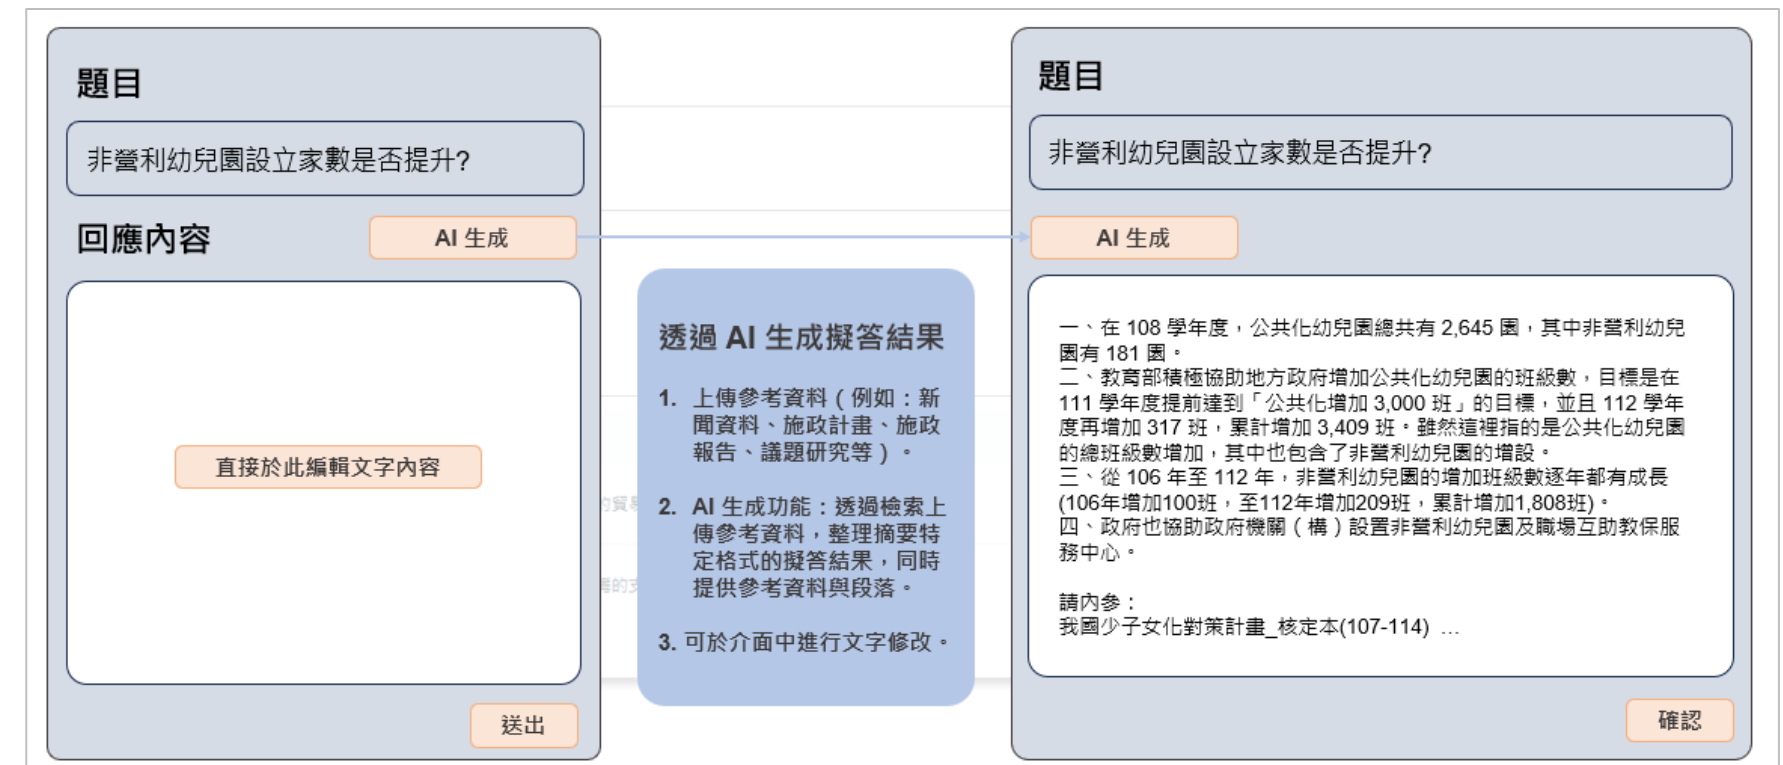 題目
非營利幼兒園設立家數是否提升?
回應內容
AI 生成
直接於此編輯文字內容
送出
透過 AI 生成擬答結果
1. 上傳參考資料（例如：新
聞資料、施政計畫、施政
報告、議題研究等）。
2. AI 生成功能：透過檢索上
傳參考資料，整理摘要特
定格式的擬答結果，同時
提供參考資料與段落。
3. 可於介面中進行文字修改。
題目
非營利幼兒園設立家數是否提升?
AI 生成
一、在 108 學年度，公共化幼兒園總共有 2,645 園，其中非營利幼兒
園有 181 園。
二、教育部積極協助地方政府增加公共化幼兒園的班級數，目標是在
111 學年度提前達到「公共化增加 3,000 班」的目標，並且 112 學年
度再增加 317 班，累計增加 3,409 班。雖然這裡指的是公共化幼兒園
的總班級數增加，其中也包含了非營利幼兒園的增設。
三、從 106 年至 112 年，非營利幼兒園的增加班級數逐年都有成長
(106年增加100班，至112年增加209班，累計增加1,808班)。
四、政府也協助政府機關（構）設置非營利幼兒園及職場互助教保服
務中心。
請內參：
我國少子女化對策計畫_核定本(107-114) ...
確認